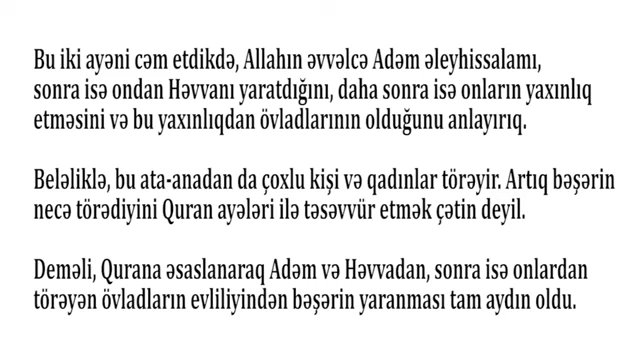 Bu iki ayəni cəm etdikdə, Allahın əvvəlcə Adəm əleyhissalamı,
sonra isə ondan Həvvanı yaratdığını, daha sonra isə onların yaxınlıq
etməsini və bu yaxınlıqdan övladlarının olduğunu anlayırıq.
Beləliklə, bu ata-anadan da çoxlu kişi və qadınlar törəyir. Artıq bəşərin
necə törədiyini Quran ayələri ilə təsəvvür etmək çətin deyil.
Deməli, Qurana əsaslanaraq Adəm və Həvvadan, sonra isə onlardan
törəyən övladların evliliyindən bəşərin yaranması tam aydın oldu.